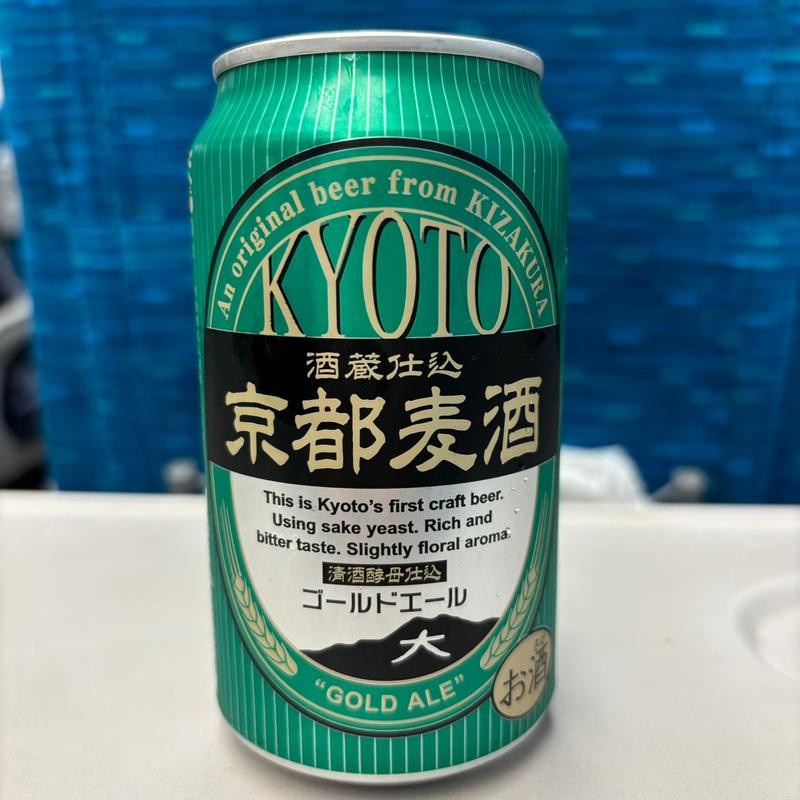 An original beer from KIZAKURA
KYOTO
酒蔵仕込
京都麦酒
This is Kyoto's first craft beer.
Using sake yeast. Rich and
bitter taste. Slightly floral aroma.
清酒酵母仕込
ゴールドエール
大
"GOLD ALE"
さけ
お酒